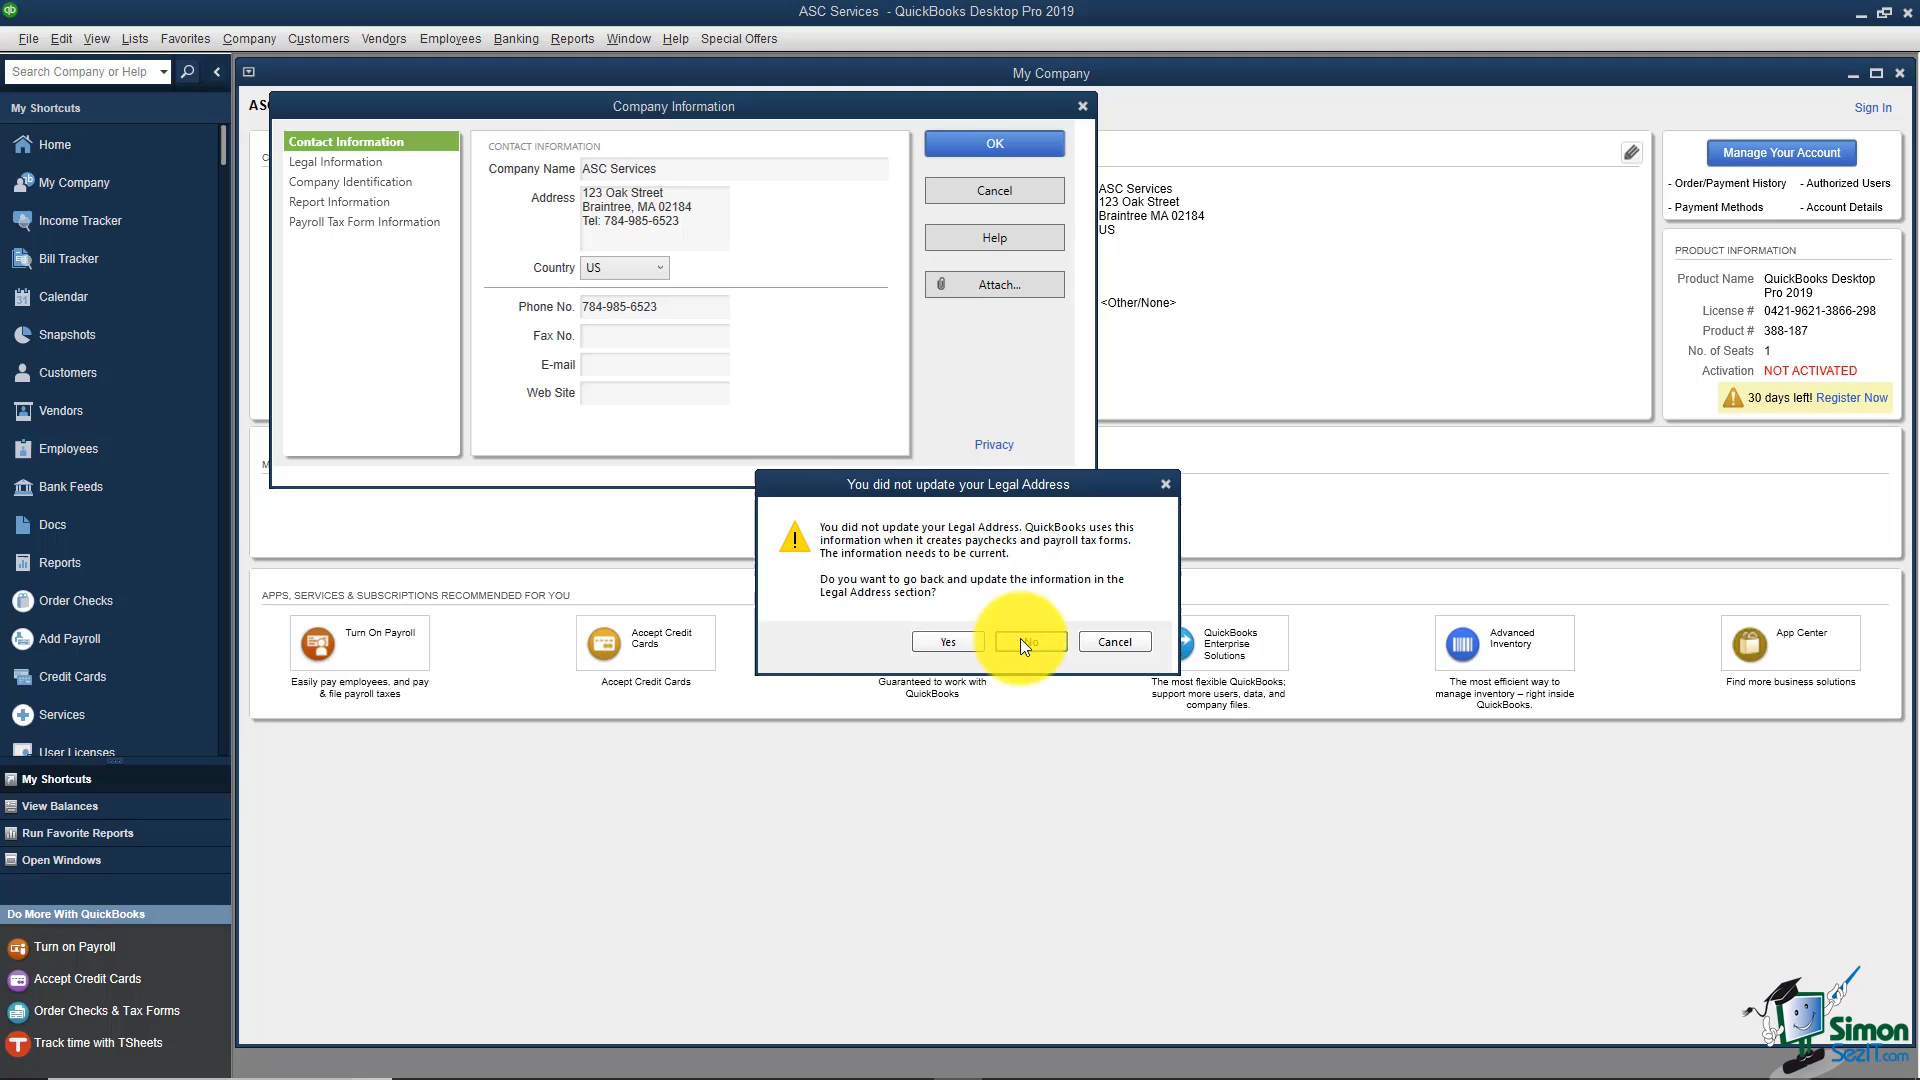 ASC Services - QuickBooks Desktop Pro 2019
File Edit View Lists Favorites Company Customers Vendors Employees Banking Reports Window Help Special Offers
Search Company or Help
My Shortcuts
Home
My Company
Income Tracker
Bill Tracker
31
Calendar
Snapshots
Customers
Vendors
Employees
Bank Feeds
Docs
Reports
Order Checks
Add Payroll
Credit Cards
Services
User Licenses
My Shortcuts
View Balances
Run Favorite Reports
Open Windows
Do More With QuickBooks
Turn on Payroll
Accept Credit Cards
Order Checks & Tax Forms
Track time with TSheets
My Company
Sign In
Company Information
Contact Information
Legal Information
Company Identification
Report Information
Payroll Tax Form Information
CONTACT INFORMATION
Company Name ASC Services
Address 123 Oak Street
Braintree, MA 02184
Tel: 784-985-6523
Country US
Phone No. 784-985-6523
Fax No.
E-mail
Web Site
OK
Cancel
Help
Attach...
Privacy
ASC Services
123 Oak Street
Braintree MA 02184
US
<Other/None>
Manage Your Account
- Order/Payment History - Authorized Users
- Payment Methods - Account Details
PRODUCT INFORMATION
Product Name QuickBooks Desktop
Pro 2019
License # 0421-9621-3866-298
Product # 388-187
No. of Seats 1
Activation NOT ACTIVATED
30 days left! Register Now
You did not update your Legal Address
You did not update your Legal Address. QuickBooks uses this
information when it creates paychecks and payroll tax forms.
The information needs to be current.
Do you want to go back and update the information in the
Legal Address section?
Yes No Cancel
APPS, SERVICES & SUBSCRIPTIONS RECOMMENDED FOR YOU
Turn On Payroll
Easily pay employees, and pay
& file payroll taxes
Accept Credit
Cards
Accept Credit Cards
Guaranteed to work with
QuickBooks
QuickBooks
Enterprise
Solutions
The most flexible QuickBooks;
support more users, data, and
company files.
Advanced
Inventory
The most efficient way to
manage inventory – right inside
QuickBooks.
App Center
Find more business solutions
Simon
SezIT.com